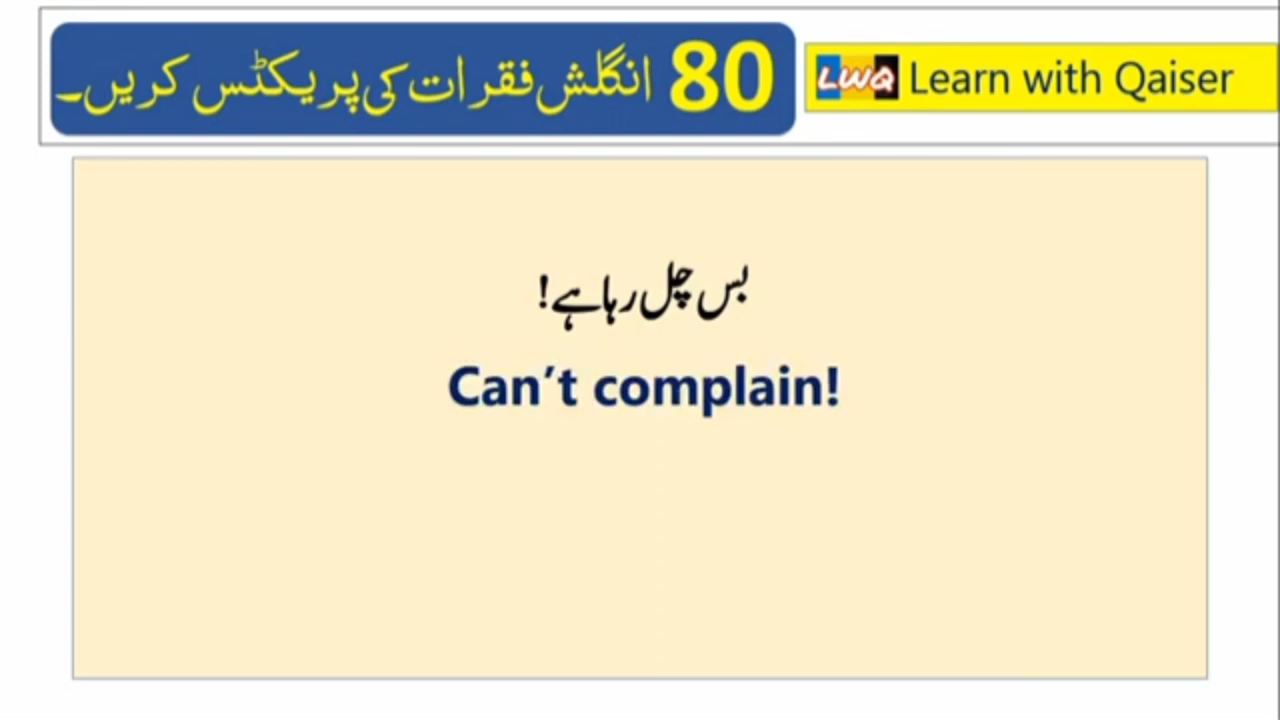 80 انگلش فقرات کی پریکٹس کریں۔
LWQ Learn with Qaiser
بس چل رہا ہے!
Can’t complain!